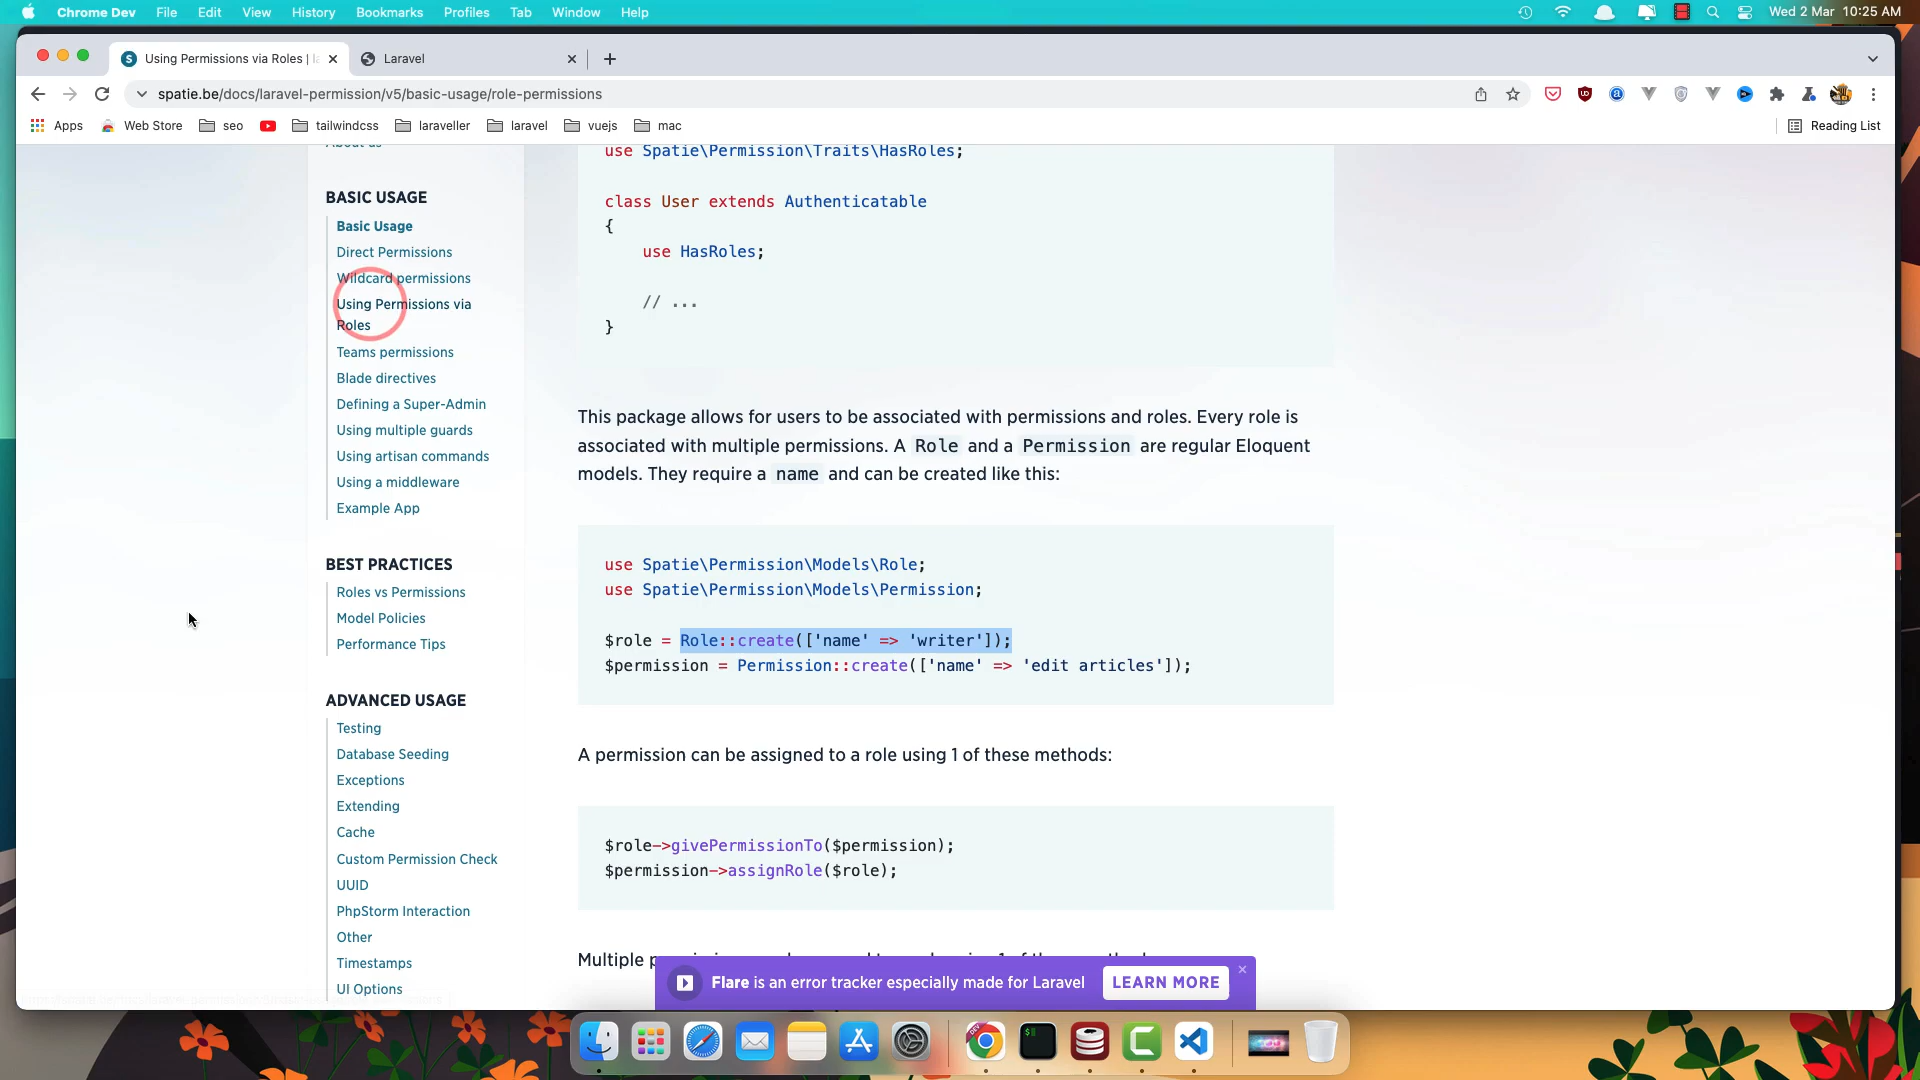 Chrome Dev File Edit View History Bookmarks Profiles Tab Window Help Wed 2 Mar 10:25 AM
Using Permissions via Roles | Laravel
spatie.be/docs/laravel-permission/v5/basic-usage/role-permissions
Apps Web Store seo tailwindcss laraveller laravel vuejs mac Reading List
About us
BASIC USAGE
Basic Usage
Direct Permissions
Wildcard permissions
Using Permissions via
Roles
Teams permissions
Blade directives
Defining a Super-Admin
Using multiple guards
Using artisan commands
Using a middleware
Example App
BEST PRACTICES
Roles vs Permissions
Model Policies
Performance Tips
ADVANCED USAGE
Testing
Database Seeding
Exceptions
Extending
Cache
Custom Permission Check
UUID
PhpStorm Interaction
Other
Timestamps
UI Options
use Spatie\Permission\Traits\HasRoles;
class User extends Authenticatable
{
use HasRoles;
// ...
}
This package allows for users to be associated with permissions and roles. Every role is
associated with multiple permissions. A Role and a Permission are regular Eloquent
models. They require a name and can be created like this:
use Spatie\Permission\Models\Role;
use Spatie\Permission\Models\Permission;
$role = Role::create(['name' => 'writer']);
$permission = Permission::create(['name' => 'edit articles']);
A permission can be assigned to a role using 1 of these methods:
$role->givePermissionTo($permission);
$permission->assignRole($role);
Multiple
Flare is an error tracker especially made for Laravel LEARN MORE